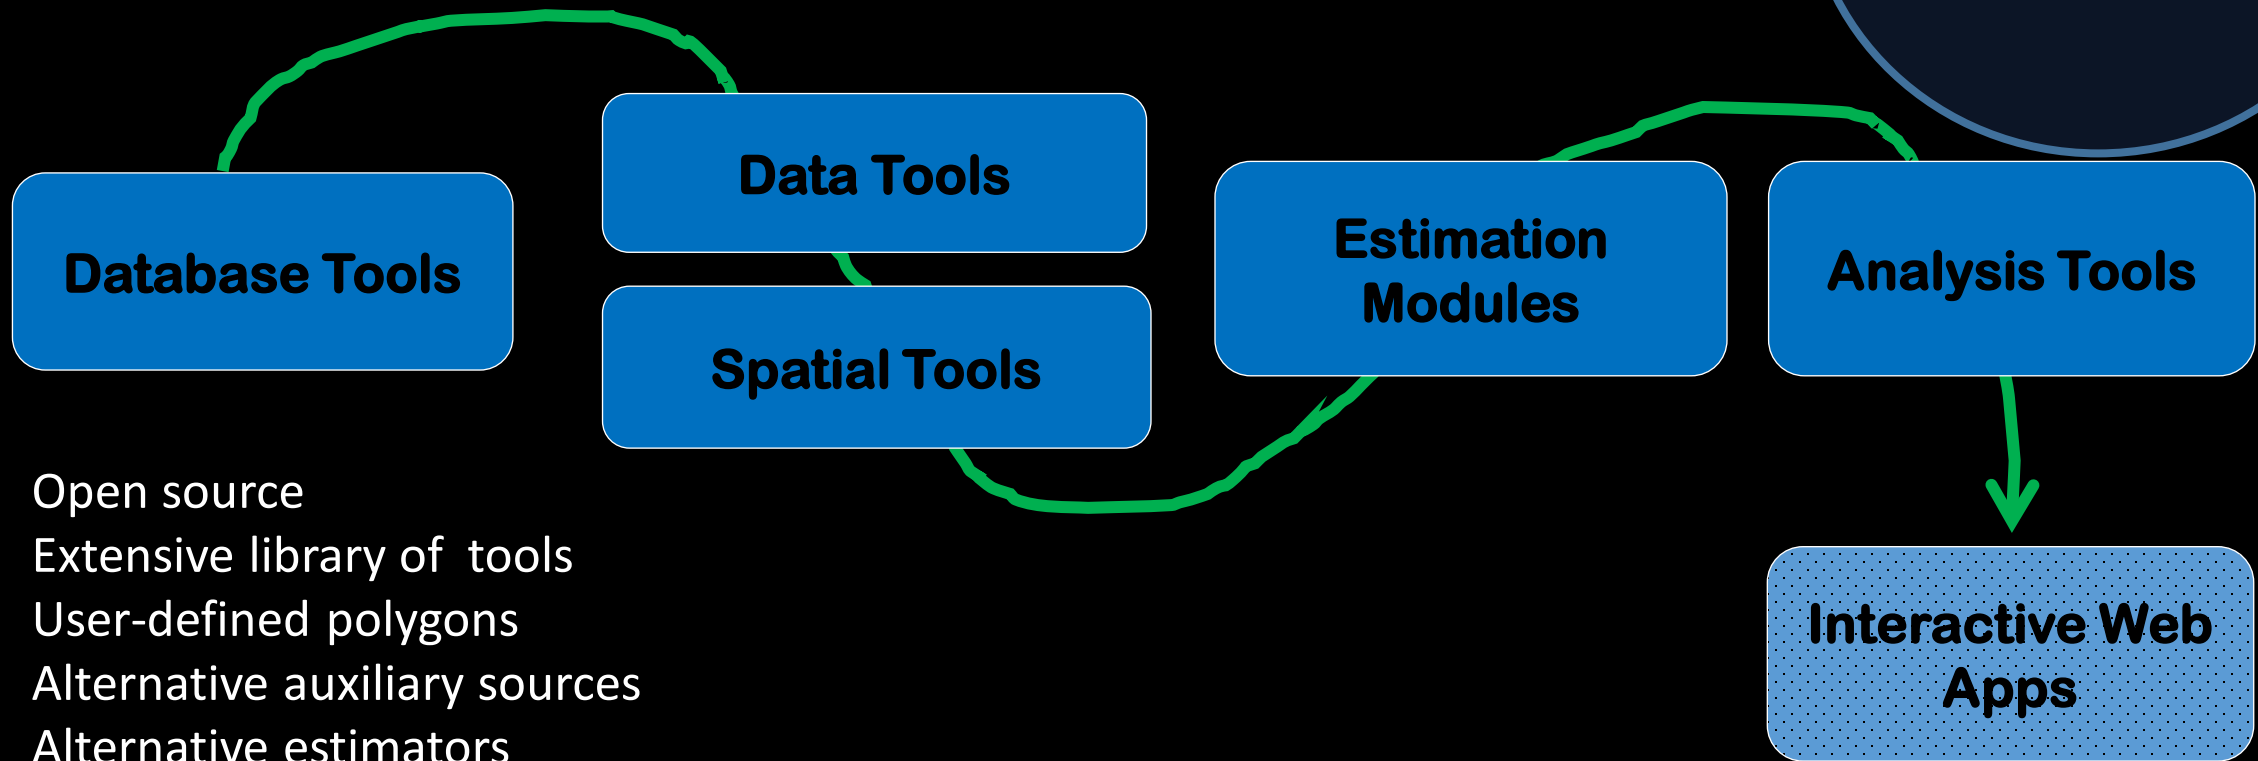 Data Tools
Database Tools
Spatial Tools
Estimation
Modules
Analysis Tools
Open source
Extensive library of  tools
User-defined polygons
Alternative auxiliary sources
Alternative estimators
Interactive Web
Apps